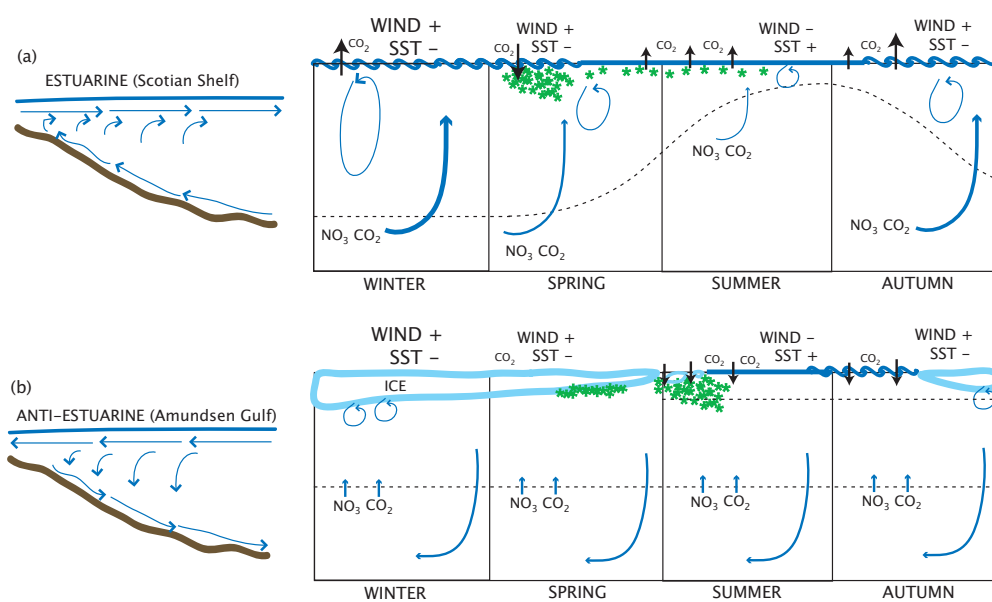 (a)
ESTUARINE (Scotian Shelf)
WIND +
SST −
CO2
WIND +
SST −
CO2
CO2 CO2
WIND −
SST +
CO2
WIND +
SST −
NO3 CO2
NO3 CO2
NO3 CO2
NO3 CO2
WINTER
SPRING
SUMMER
AUTUMN
(b)
ANTI−ESTUARINE (Amundsen Gulf)
WIND +
SST −
ICE
CO2
WIND +
SST −
CO2 CO2
WIND −
SST +
CO2
WIND +
SST −
NO3 CO2
NO3 CO2
NO3 CO2
NO3 CO2
WINTER
SPRING
SUMMER
AUTUMN